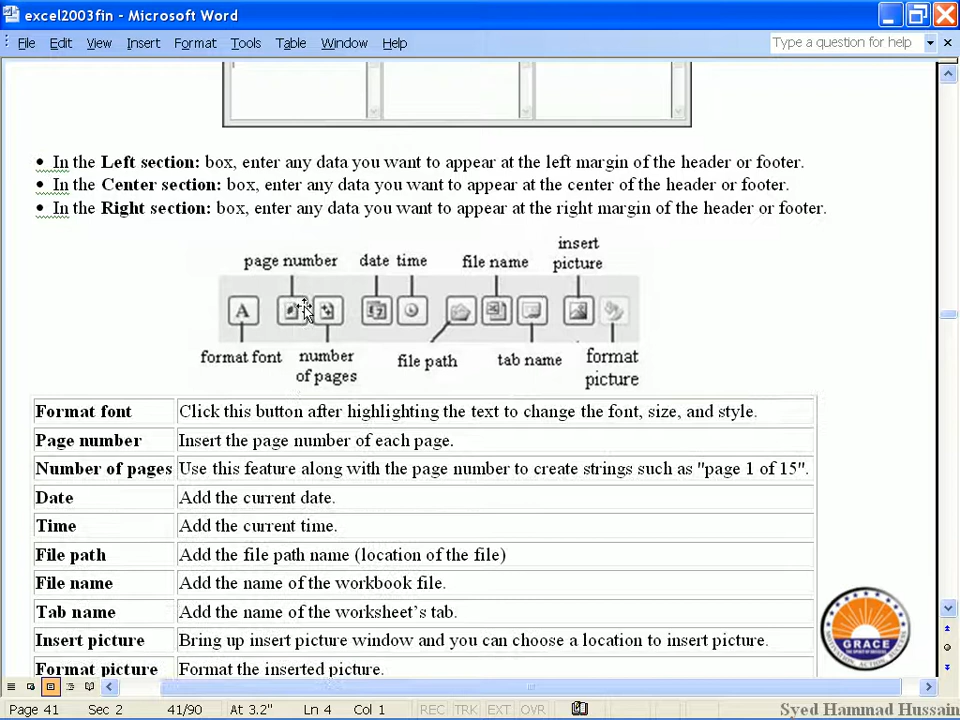 excel2003fin - Microsoft Word
File Edit View Insert Format Tools Table Window Help Type a question for help
• In the Left section: box, enter any data you want to appear at the left margin of the header or footer.
• In the Center section: box, enter any data you want to appear at the center of the header or footer.
• In the Right section: box, enter any data you want to appear at the right margin of the header or footer.
insert
page number date time file name picture
A
format font number file path tab name format
of pages picture
Format font Click this button after highlighting the text to change the font, size, and style.
Page number Insert the page number of each page.
Number of pages Use this feature along with the page number to create strings such as "page 1 of 15".
Date Add the current date.
Time Add the current time.
File path Add the file path name (location of the file)
File name Add the name of the workbook file.
Tab name Add the name of the worksheet's tab.
Insert picture Bring up insert picture window and you can choose a location to insert picture.
Format picture Format the inserted picture.
GRACE
Page 41 Sec 2 41/90 At 3.2" Ln 4 Col 1 REC TRK EXT OVR
Syed Hammad Hussain